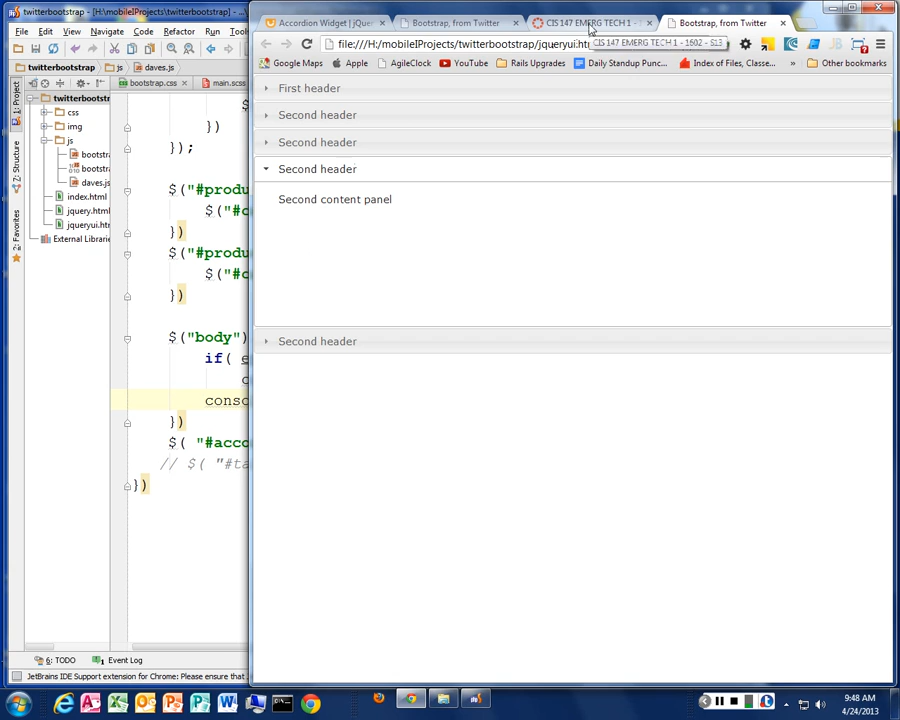 twitterbootstrap - [H:\mobileIProjects\twitterbootstrap] - ...
File Edit View Navigate Code Refactor Run Tools
twitterbootstrap js daves.js
bootstrap.css main.scss
1: Project
7: Structure
2: Favorites
twitterbootstr
css
img
js
bootstr
bootstra
daves.js
index.html
jquery.html
jqueryui.htm
External Librarie
$
})
});
$("#produ
$("#c
})
$("#produ
$("#c
})
$("body")
if( e
c
conso
})
$( "#acco
// $( "#ta
})
6: TODO Event Log
JetBrains IDE Support extension for Chrome: Please ensure that
Accordion Widget | jQue
Bootstrap, from Twitter
CIS 147 EMERG TECH 1 -
Bootstrap, from Twitter
file:///H:/mobileIProjects/twitterbootstrap/jqueryui.ht
CIS 147 EMERG TECH 1 - 1602 - S13
Google Maps Apple AgileClock YouTube Rails Upgrades Daily Standup Punc... Index of Files, Classe... » Other bookmarks
First header
Second header
Second header
Second header
Second content panel
Second header
9:48 AM
4/24/2013